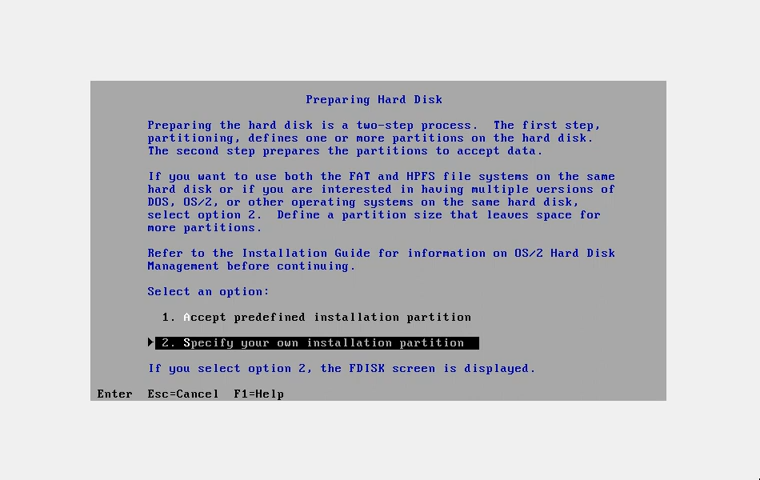 Preparing Hard Disk
Preparing the hard disk is a two-step process.  The first step,
partitioning, defines one or more partitions on the hard disk.
The second step prepares the partitions to accept data.
If you want to use both the FAT and HPFS file systems on the same
hard disk or if you are interested in having multiple versions of
DOS, OS/2, or other operating systems on the same hard disk,
select option 2.  Define a partition size that leaves space for
more partitions.
Refer to the Installation Guide for information on OS/2 Hard Disk
Management before continuing.
Select an option:
1. Accept predefined installation partition
2. Specify your own installation partition
If you select option 2, the FDISK screen is displayed.
Enter  Esc=Cancel  F1=Help